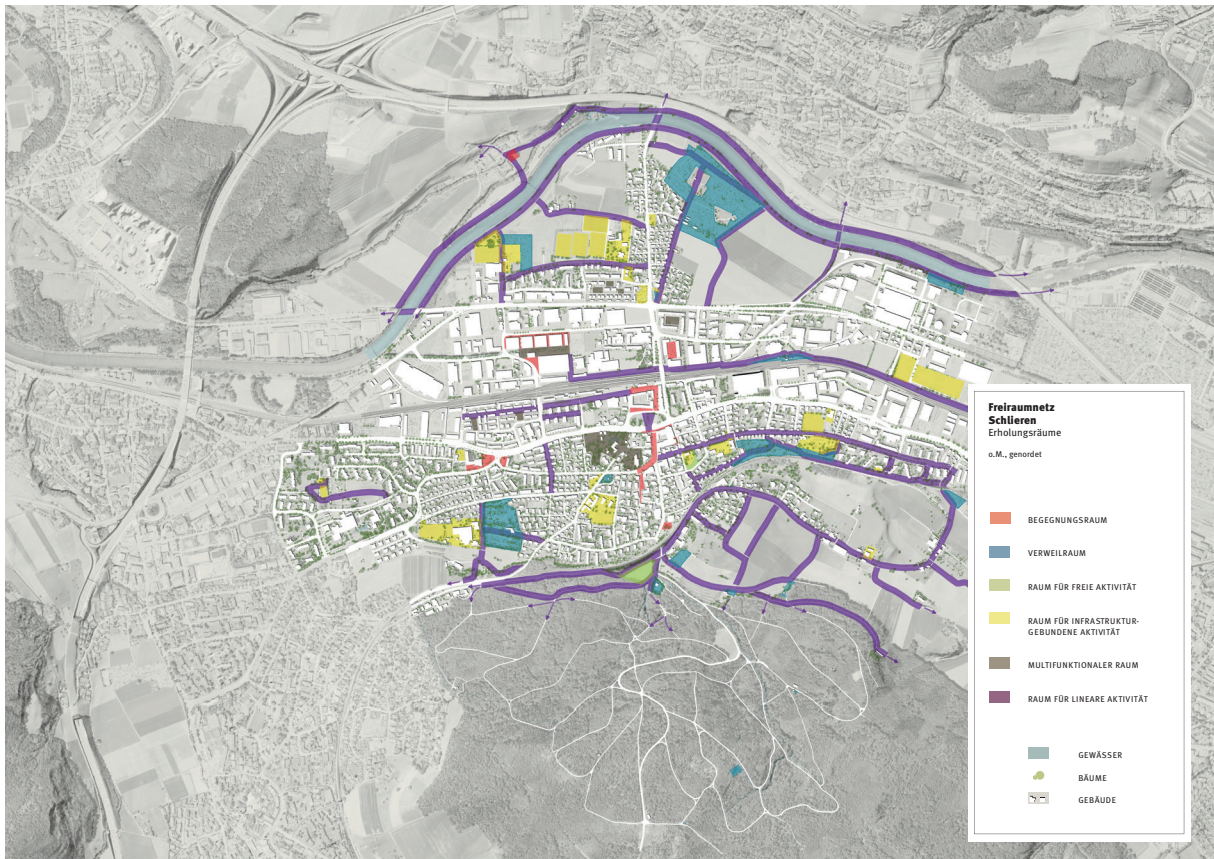 Freiraumnetz
Schlieren
Erholungsräume
o.M., genordet
BEGEGNUNGSRAUM
VERWEILRAUM
RAUM FÜR FREIE AKTIVITÄT
RAUM FÜR INFRASTRUKTUR-
GEBUNDENE AKTIVITÄT
MULTIFUNKTIONALER RAUM
RAUM FÜR LINEARE AKTIVITÄT
GEWÄSSER
BÄUME
GEBÄUDE